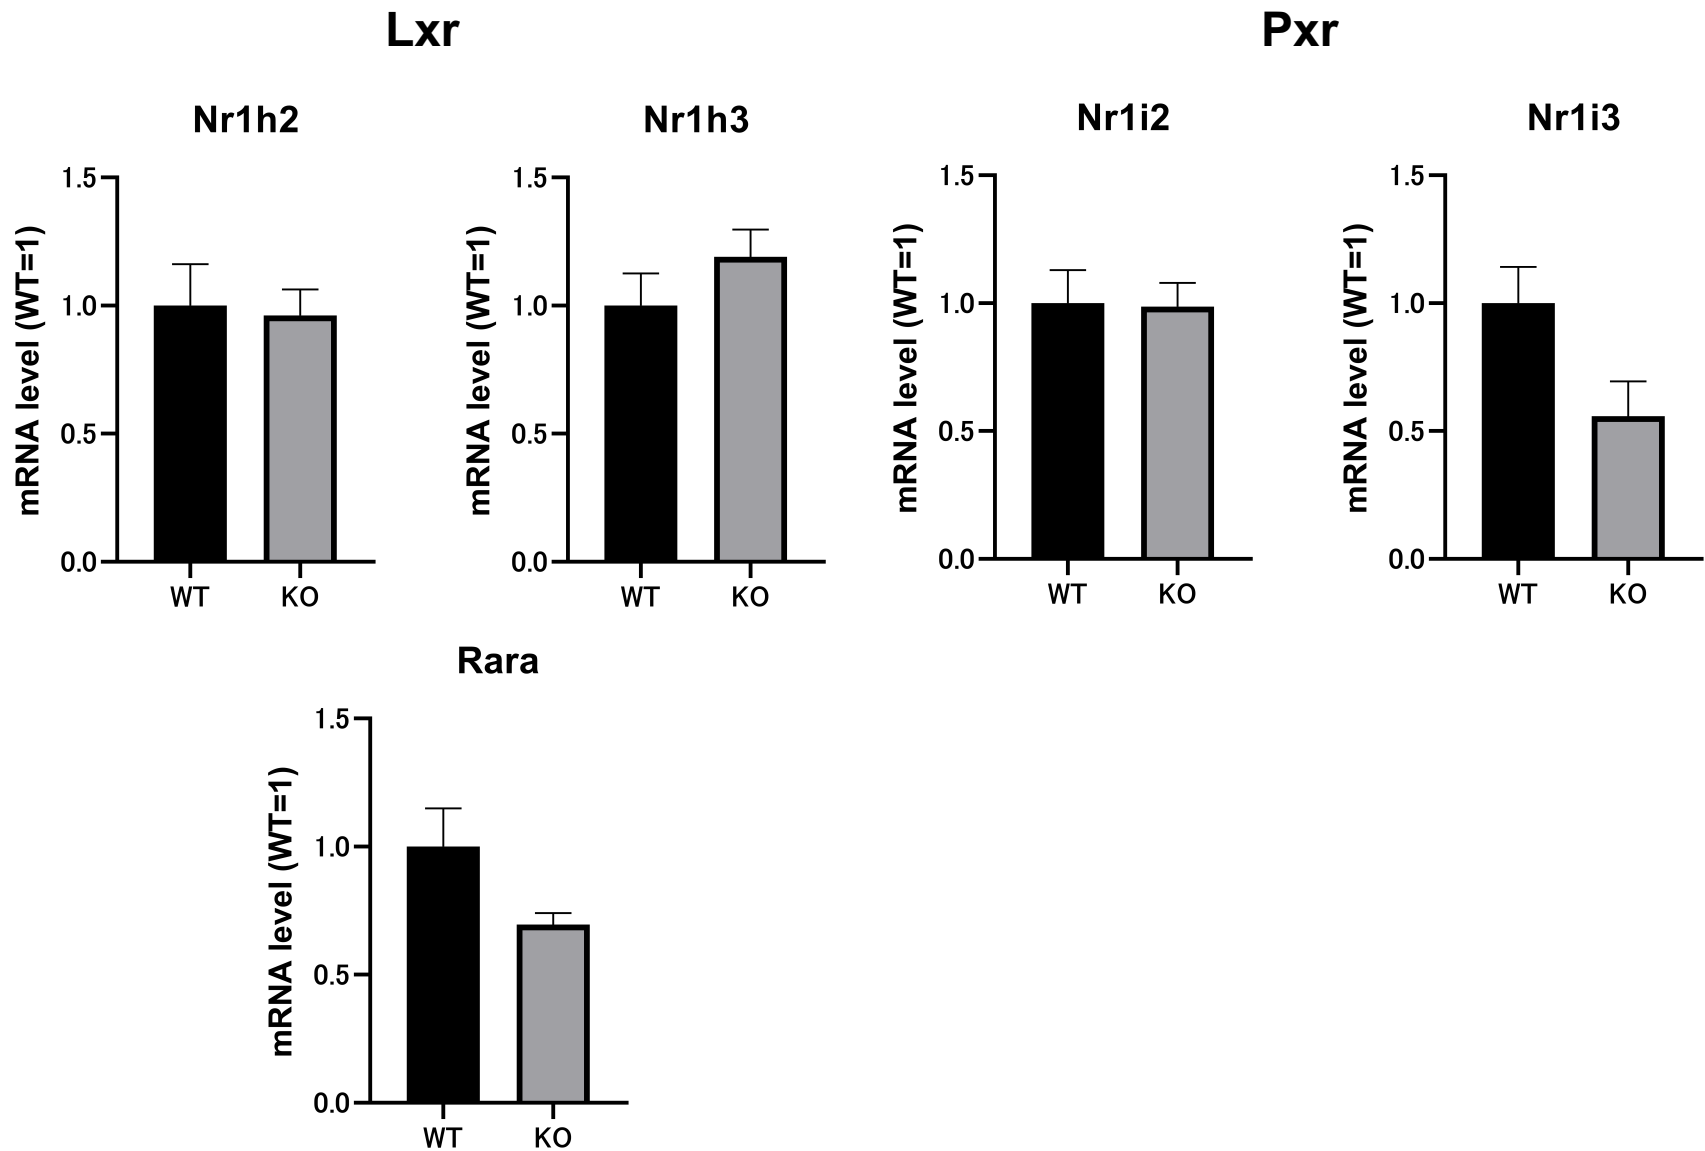 Lxr
Pxr
Nr1h2
mRNA level (WT=1)
1.5
1.0
0.5
0.0
WT
KO
Nr1h3
mRNA level (WT=1)
1.5
1.0
0.5
0.0
WT
KO
Nr1i2
mRNA level (WT=1)
1.5
1.0
0.5
0.0
WT
KO
Nr1i3
mRNA level (WT=1)
1.5
1.0
0.5
0.0
WT
KO
Rara
mRNA level (WT=1)
1.5
1.0
0.5
0.0
WT
KO